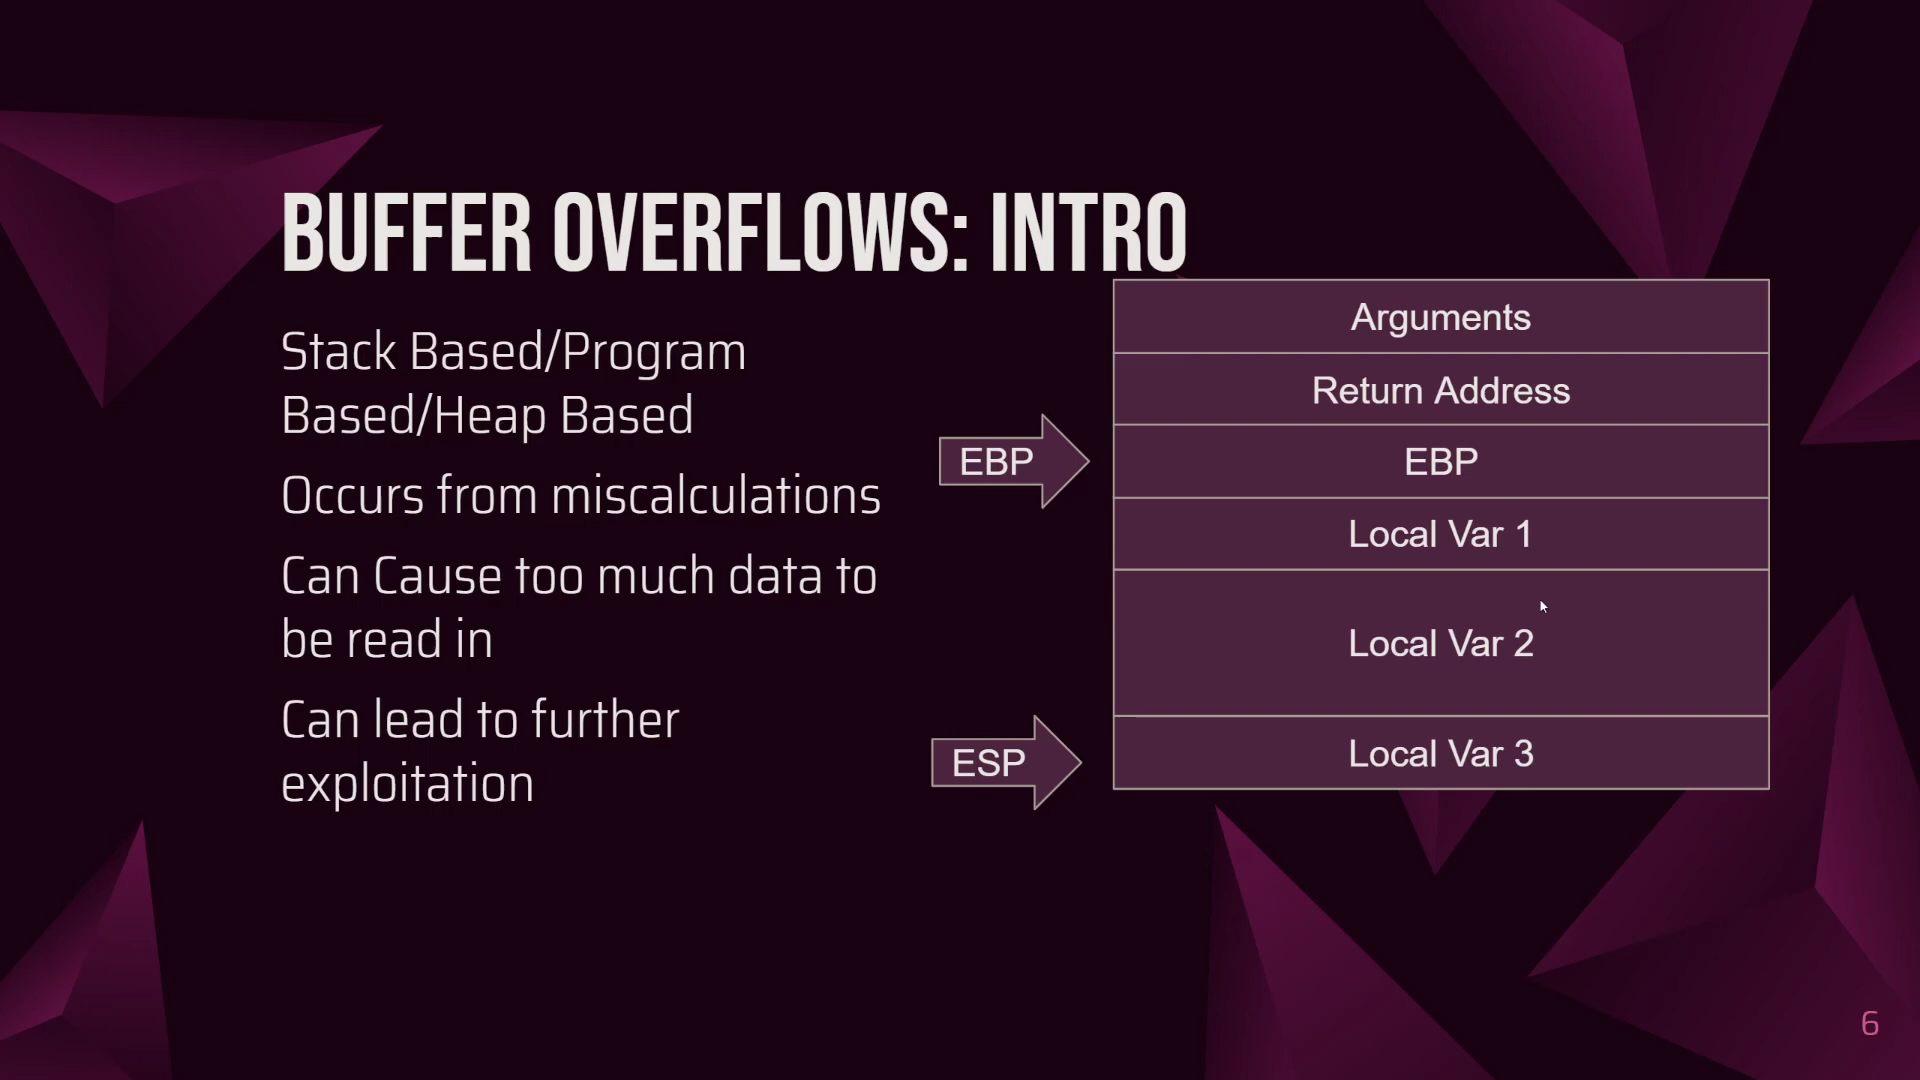 BUFFER OVERFLOWS: INTRO
Stack Based/Program
Based/Heap Based
Occurs from miscalculations
Can Cause too much data to
be read in
Can lead to further
exploitation
EBP
ESP
Arguments
Return Address
EBP
Local Var 1
Local Var 2
Local Var 3
6